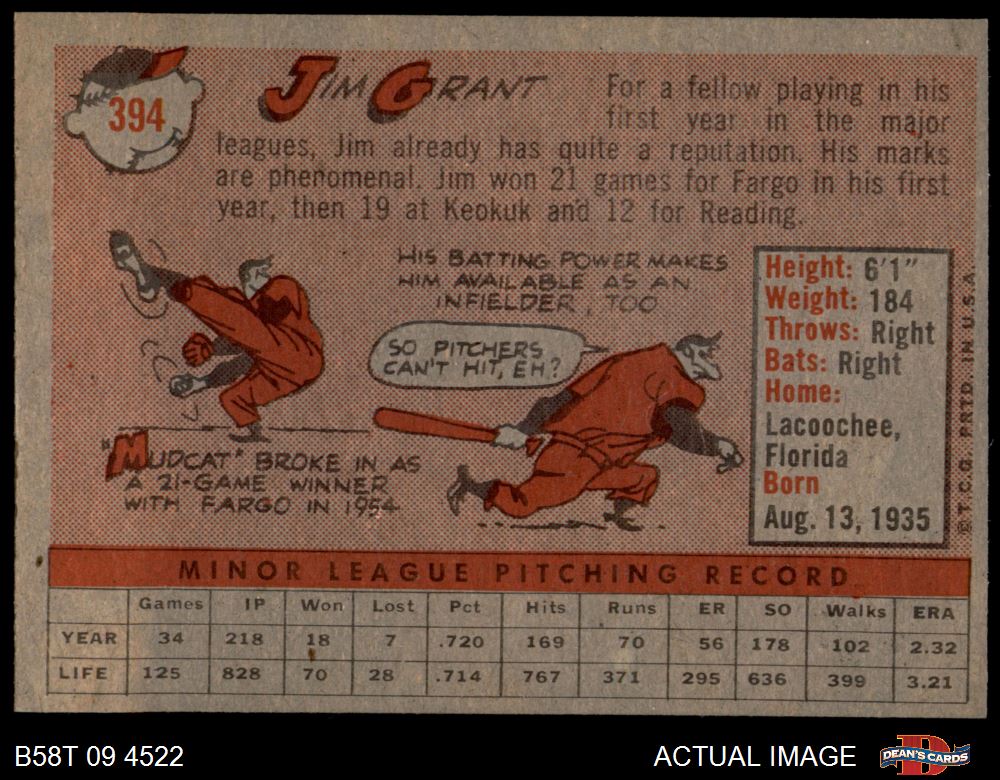 394
JIM GRANT
For a fellow playing in his
first year in the major
leagues, Jim already has quite a reputation. His marks
are phenomenal. Jim won 21 games for Fargo in his first
year, then 19 at Keokuk and 12 for Reading.
HIS BATTING POWER MAKES
HIM AVAILABLE AS AN
INFIELDER, TOO
SO PITCHERS
CAN'T HIT, EH?
"MUDCAT" BROKE IN AS
A 21-GAME WINNER
WITH FARGO IN 1954
Height: 6'1"
Weight: 184
Throws: Right
Bats: Right
Home:
Lacoochee,
Florida
Born
Aug. 13, 1935
© T.C.G. PRTD. IN U.S.A.
MINOR LEAGUE PITCHING RECORD
Games IP Won Lost Pct Hits Runs ER SO Walks ERA
YEAR 34 218 18 7 .720 169 70 56 178 102 2.32
LIFE 125 828 70 28 .714 767 371 295 636 399 3.21
B58T 09 4522
ACTUAL IMAGE
D
DEAN'S CARDS